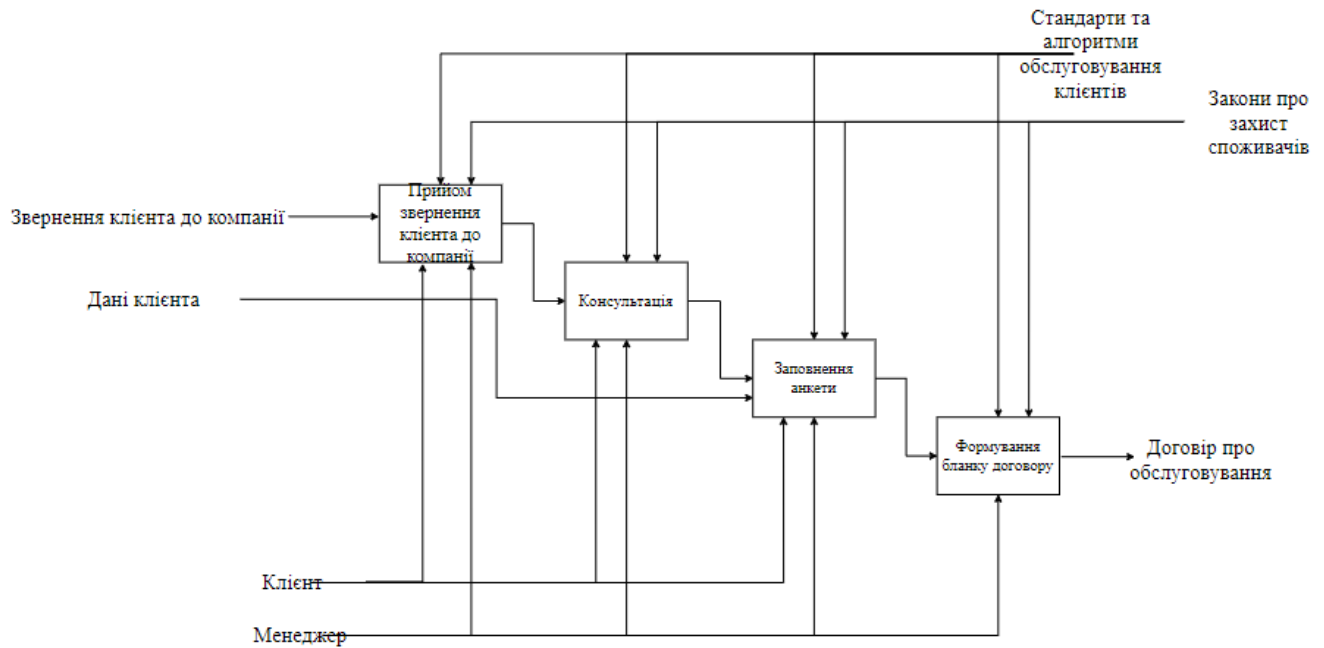 Стандарти та
алгоритми
обслуговування
клієнтів
Закони про
захист
споживачів
Прийом
звернення
клієнта до
компанії
Звернення клієнта до компанії
Консультація
Дані клієнта
Заповнення
анкети
Формування
бланку договору
Договір про
обслуговування
Клієнт
Менеджер